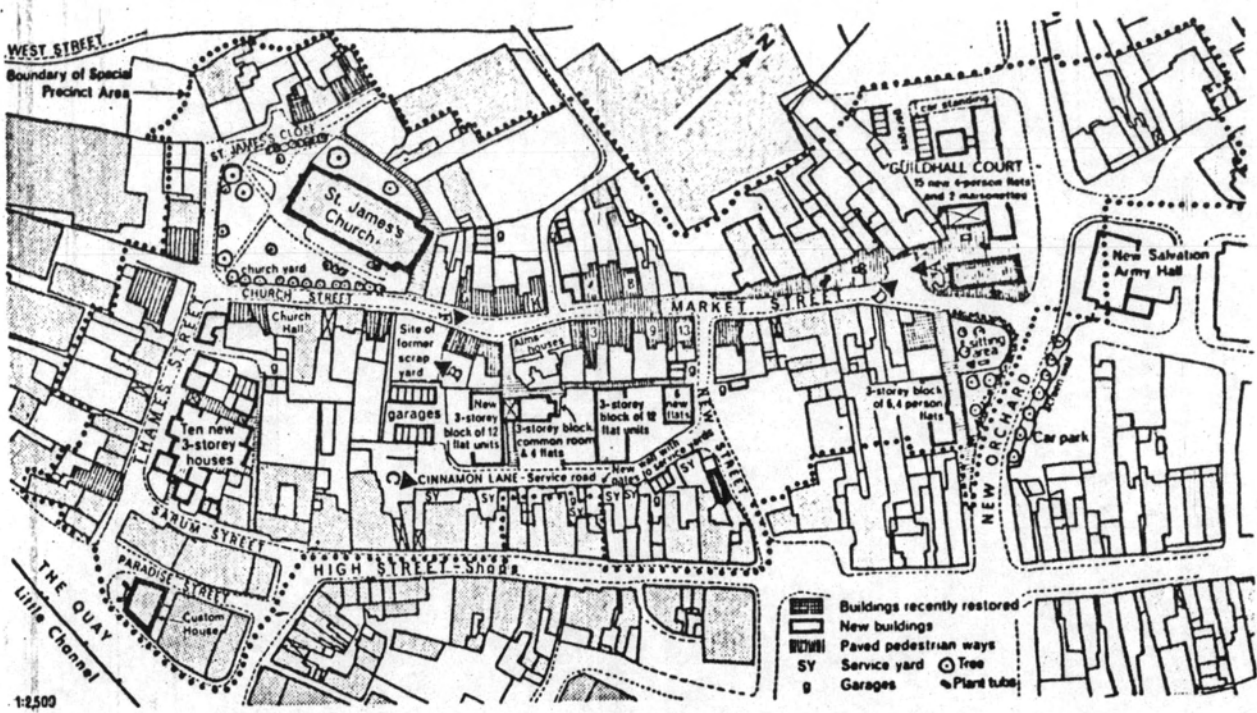 WEST STREET
Boundary of Special
Precinct Area
ST. JAMES'S CLOSE
N
car standing
garages
GUILDHALL COURT
15 new 4-person flats
and 2 maisonettes
St. James's
Church
New Salvation
Army Hall
church yard
CHURCH STREET
MARKET STREET
Church
Hall
Site of
former
scrap
yard
Alms-
houses
3
9
13
8
A
B
C
D
sitting
area
THAMES STREET
garages
New
3-storey
block of 12
flat units
3-storey block
common room
& 4 flats
3-storey
block of 12
flat units
6
new
flats
3-storey block
of 6, 4 person
flats
Ten new
3-storey
houses
Car park
NEW STREET
NEW ORCHARD
CINNAMON LANE - Service road
New
gates
wall with
to service yards
SY
SY
SY
SY
SY
SY
SARUM STREET
PARADISE STREET
HIGH STREET - Shops
THE QUAY
Little Channel
Custom
House
Buildings recently restored
New buildings
Paved pedestrian ways
SY Service yard Tree
g Garages Plant tubs
1:2,500